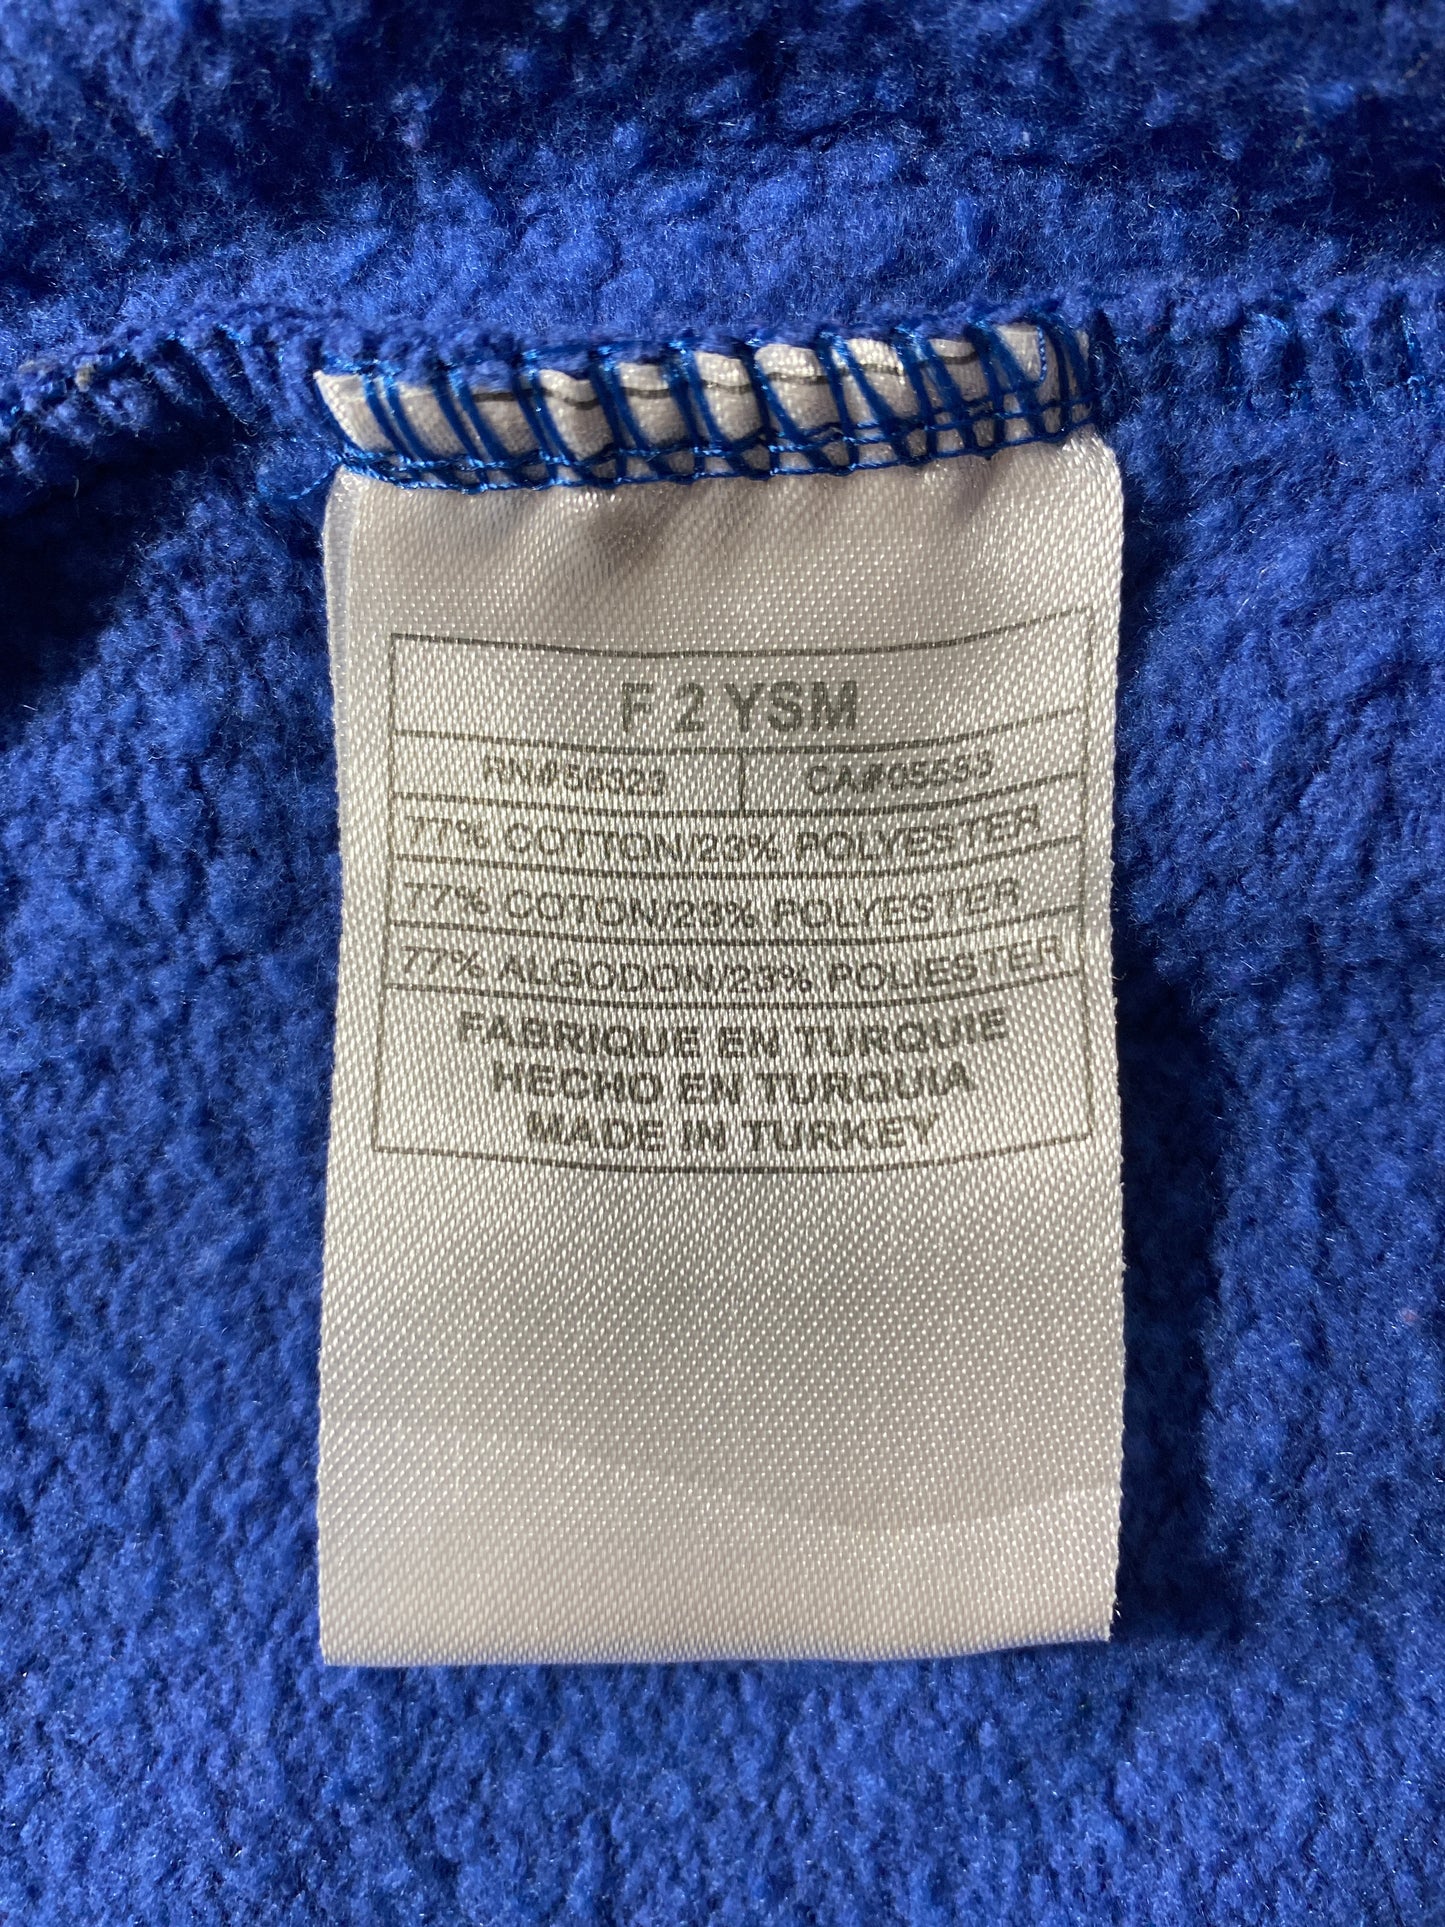 F 2 YSM
RN#56323 CA#05553
77% COTTON/23% POLYESTER
77% COTON/23% POLYESTER
77% ALGODON/23% POLIESTER
FABRIQUE EN TURQUIE
HECHO EN TURQUIA
MADE IN TURKEY